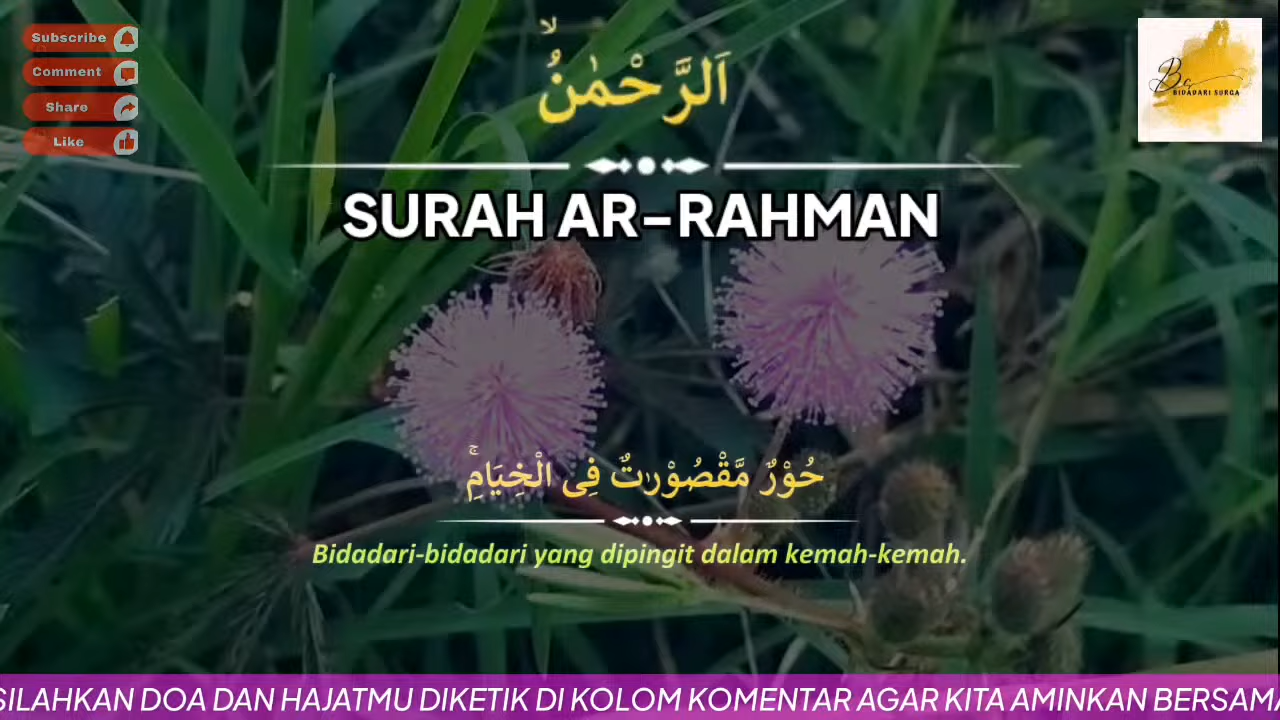 Subscribe
Comment
Share
Like
اَلرَّحْمٰنُۙ
Bs
BIDADARI SURGA
SURAH AR-RAHMAN
حُوْرٌ مَّقْصُوْرٰتٌ فِى الْخِيَامِۚ
Bidadari-bidadari yang dipingit dalam kemah-kemah.
SILAHKAN DOA DAN HAJATMU DIKETIK DI KOLOM KOMENTAR AGAR KITA AMINKAN BERSAMA